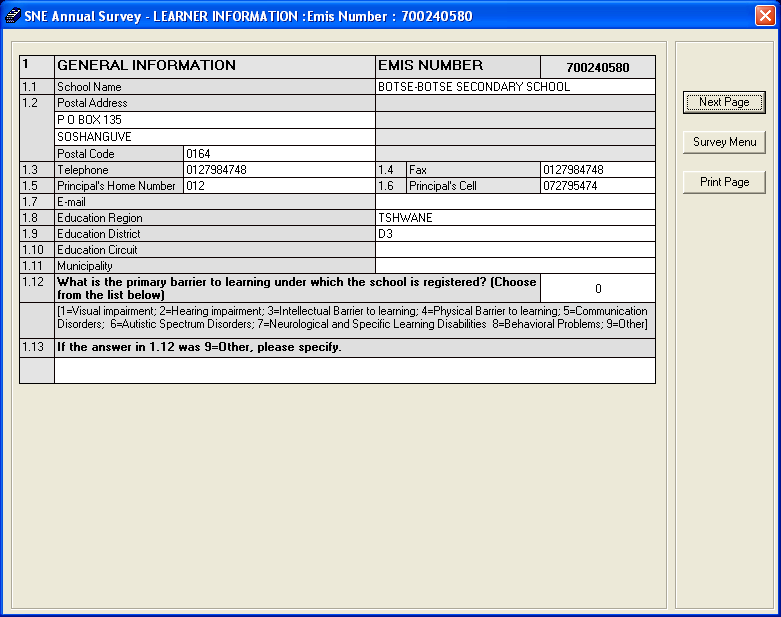 SNE Annual Survey - LEARNER INFORMATION :Emis Number : 700240580
1 GENERAL INFORMATION EMIS NUMBER 700240580
1.1 School Name BOTSE-BOTSE SECONDARY SCHOOL
1.2 Postal Address
P O BOX 135
SOSHANGUVE
Postal Code 0164
1.3 Telephone 0127984748 1.4 Fax 0127984748
1.5 Principal's Home Number 012 1.6 Principal's Cell 072795474
1.7 E-mail
1.8 Education Region TSHWANE
1.9 Education District D3
1.10 Education Circuit
1.11 Municipality
1.12 What is the primary barrier to learning under which the school is registered? (Choose
from the list below) 0
[1=Visual impairment; 2=Hearing impairment; 3=Intellectual Barrier to learning; 4=Physical Barrier to learning; 5=Communication
Disorders; 6=Autistic Spectrum Disorders; 7=Neurological and Specific Learning Disabilities 8=Behavioral Problems; 9=Other]
1.13 If the answer in 1.12 was 9=Other, please specify.
Next Page
Survey Menu
Print Page